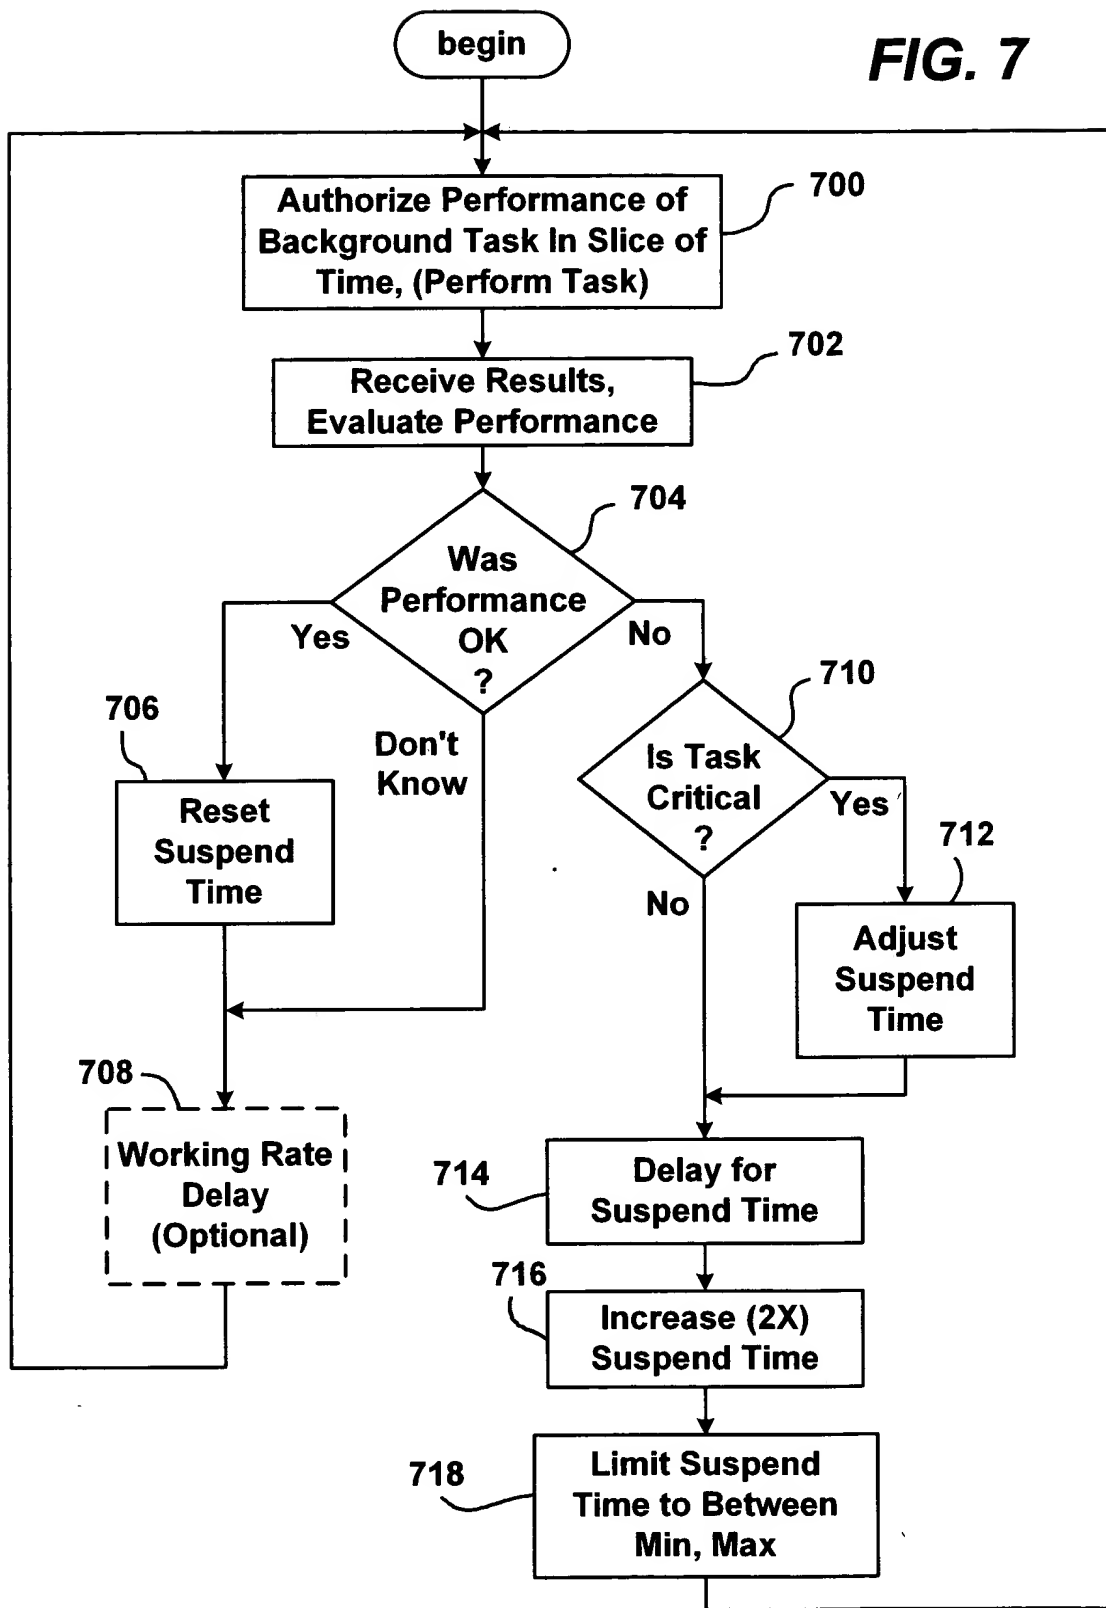 begin
FIG. 7
700
Authorize Performance of
Background Task In Slice of
Time, (Perform Task)
702
Receive Results,
Evaluate Performance
704
Was
Performance
OK
?
Yes
No
Don't
Know
706
Reset
Suspend
Time
710
Is Task
Critical
?
Yes
No
712
Adjust
Suspend
Time
708
Working Rate
Delay
(Optional)
714
Delay for
Suspend Time
716
Increase (2X)
Suspend Time
718
Limit Suspend
Time to Between
Min, Max